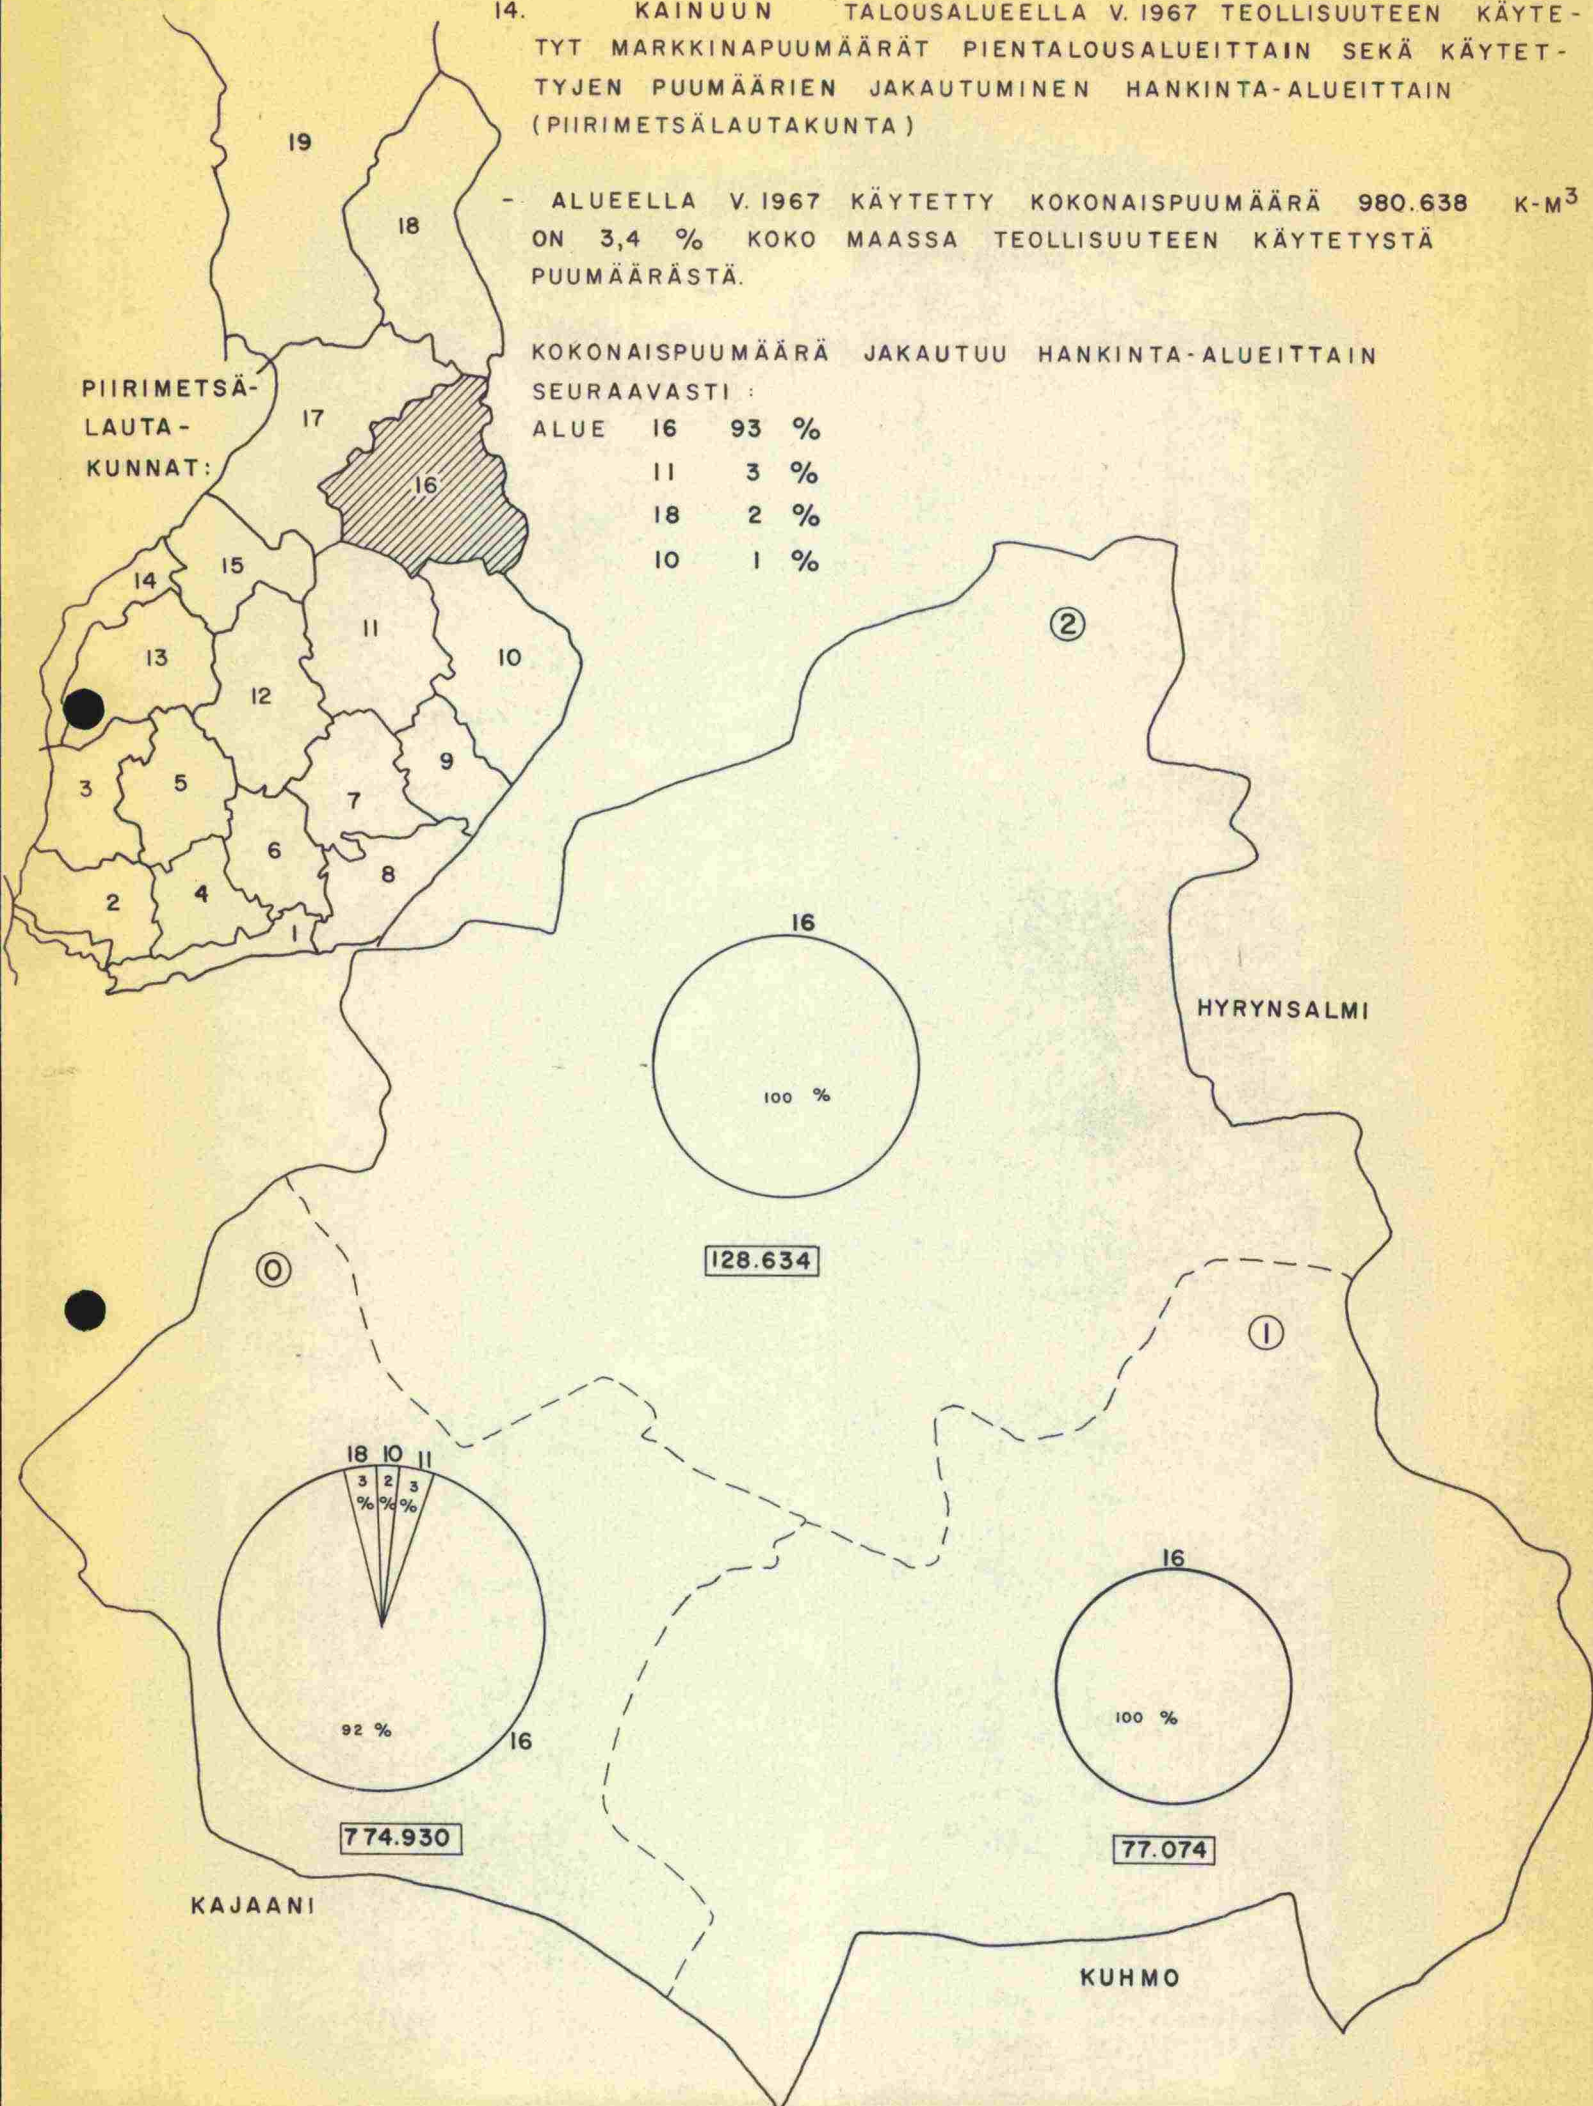 14. KAINUUN TALOUSALUEELLA V. 1967 TEOLLISUUTEEN KÄYTE-
TYT MARKKINAPUUMÄÄRÄT PIENTALOUSALUEITTAIN SEKÄ KÄYTET-
TYJEN PUUMÄÄRIEN JAKAUTUMINEN HANKINTA-ALUEITTAIN
(PIIRIMETSÄLAUTAKUNTA)
- ALUEELLA V. 1967 KÄYTETTY KOKONAISPUUMÄÄRÄ 980.638 K-M³
ON 3,4 % KOKO MAASSA TEOLLISUUTEEN KÄYTETYSTÄ
PUUMÄÄRÄSTÄ.
KOKONAISPUUMÄÄRÄ JAKAUTUU HANKINTA-ALUEITTAIN
SEURAAVASTI :
ALUE 16 93 %
11 3 %
18 2 %
10 1 %
PIIRIMETSÄ-
LAUTA-
KUNNAT:
19
18
17
16
15
14
11
13
10
12
9
3
5
7
6
8
2
4
1
2
16
100 %
128.634
HYRYNSALMI
0
1
18 10 11
3 2 3
% % %
92 %
16
774.930
KAJAANI
16
100 %
77.074
KUHMO